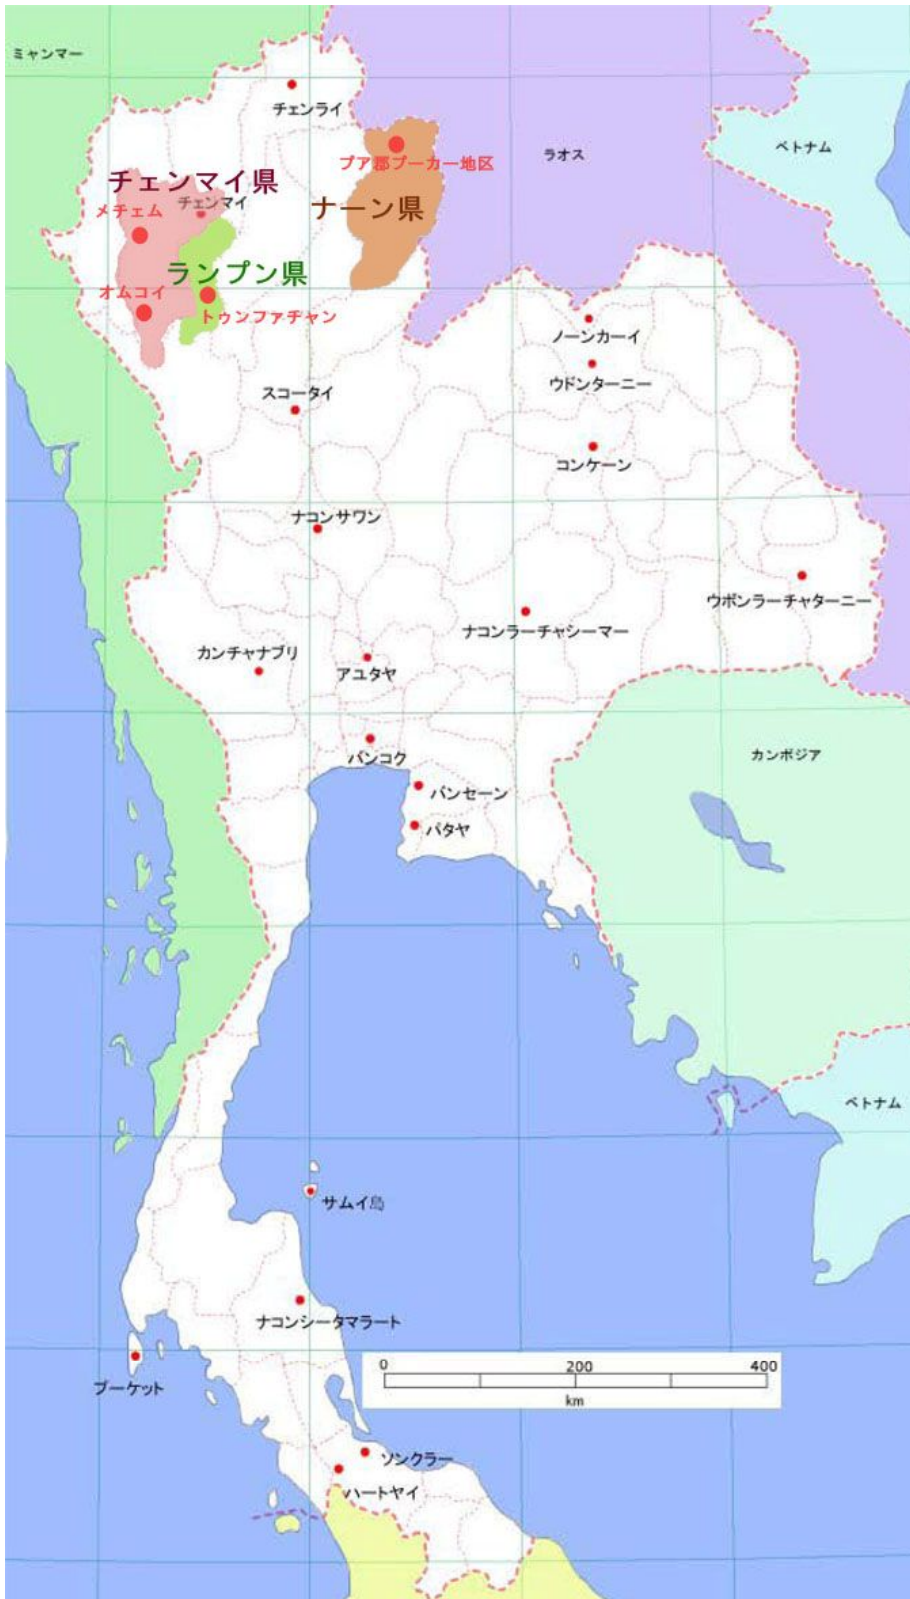 ミャンマー
チェンライ
プア郡プーカー地区
ラオス
ベトナム
チェンマイ県
チェンマイ
メチェム
ナーン県
ランプン県
オムコイ
トゥンファチャン
ノーンカーイ
ウドンターニー
スコータイ
コンケーン
ナコンサワン
ウボンラーチャターニー
ナコンラーチャシーマー
カンチャナブリ
アユタヤ
バンコク
カンボジア
バンセーン
パタヤ
ベトナム
サムイ島
ナコンシータマラート
プーケット
0 200 400
km
ソンクラー
ハートヤイ